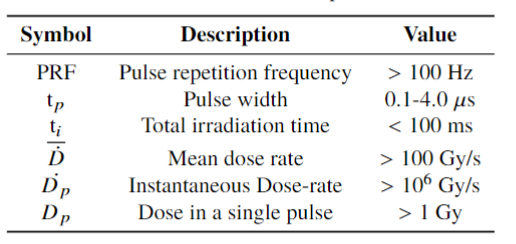 Symbol Description Value
PRF Pulse repetition frequency > 100 Hz
tₚ Pulse width 0.1-4.0 μs
tᵢ Total irradiation time < 100 ms
Ḋ̅ Mean dose rate > 100 Gy/s
Ḋₚ Instantaneous Dose-rate > 10⁶ Gy/s
Dₚ Dose in a single pulse > 1 Gy